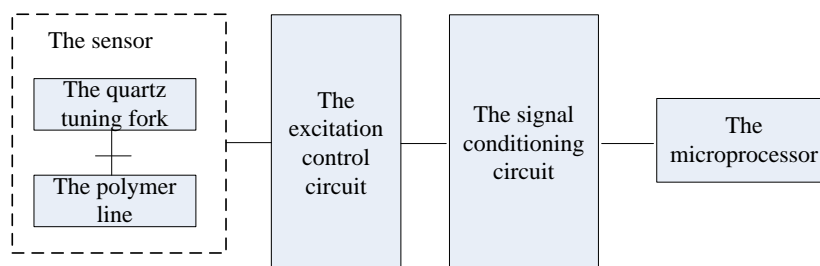 The sensor
The quartz
tuning fork
The polymer
line
The
excitation
control
circuit
The signal
conditioning
circuit
The
microprocessor